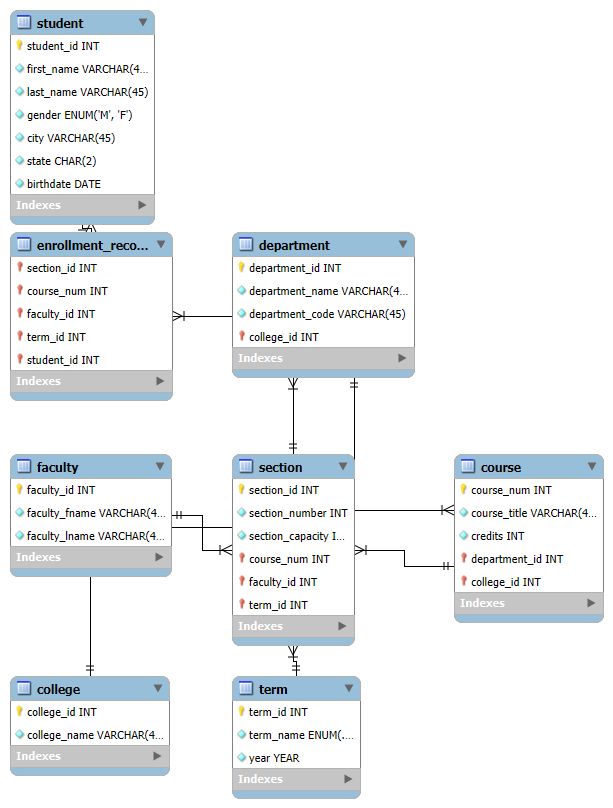 student
student_id INT
first_name VARCHAR(4...
last_name VARCHAR(45)
gender ENUM('M', 'F')
city VARCHAR(45)
state CHAR(2)
birthdate DATE
Indexes
enrollment_reco...
section_id INT
course_num INT
faculty_id INT
term_id INT
student_id INT
Indexes
department
department_id INT
department_name VARCHAR(4...
department_code VARCHAR(45)
college_id INT
Indexes
faculty
faculty_id INT
faculty_fname VARCHAR(4...
faculty_lname VARCHAR(4...
Indexes
section
section_id INT
section_number INT
section_capacity I...
course_num INT
faculty_id INT
term_id INT
Indexes
course
course_num INT
course_title VARCHAR(4...
credits INT
department_id INT
college_id INT
Indexes
college
college_id INT
college_name VARCHAR(4...
Indexes
term
term_id INT
term_name ENUM(...
year YEAR
Indexes